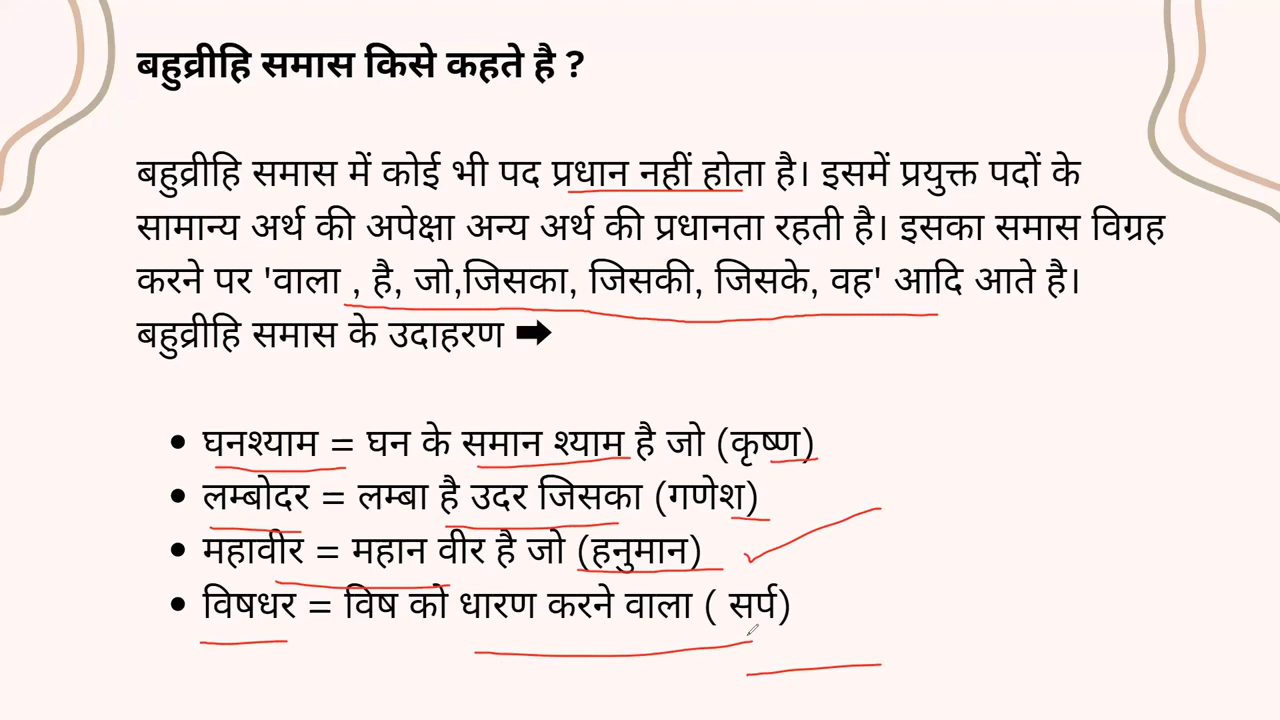 बहुव्रीहि समास किसे कहते है ?
बहुव्रीहि समास में कोई भी पद प्रधान नहीं होता है। इसमें प्रयुक्त पदों के
सामान्य अर्थ की अपेक्षा अन्य अर्थ की प्रधानता रहती है। इसका समास विग्रह
करने पर 'वाला , है, जो,जिसका, जिसकी, जिसके, वह' आदि आते है।
बहुव्रीहि समास के उदाहरण ➡
• घनश्याम = घन के समान श्याम है जो (कृष्ण)
• लम्बोदर = लम्बा है उदर जिसका (गणेश)
• महावीर = महान वीर है जो (हनुमान)
• विषधर = विष को धारण करने वाला ( सर्प)